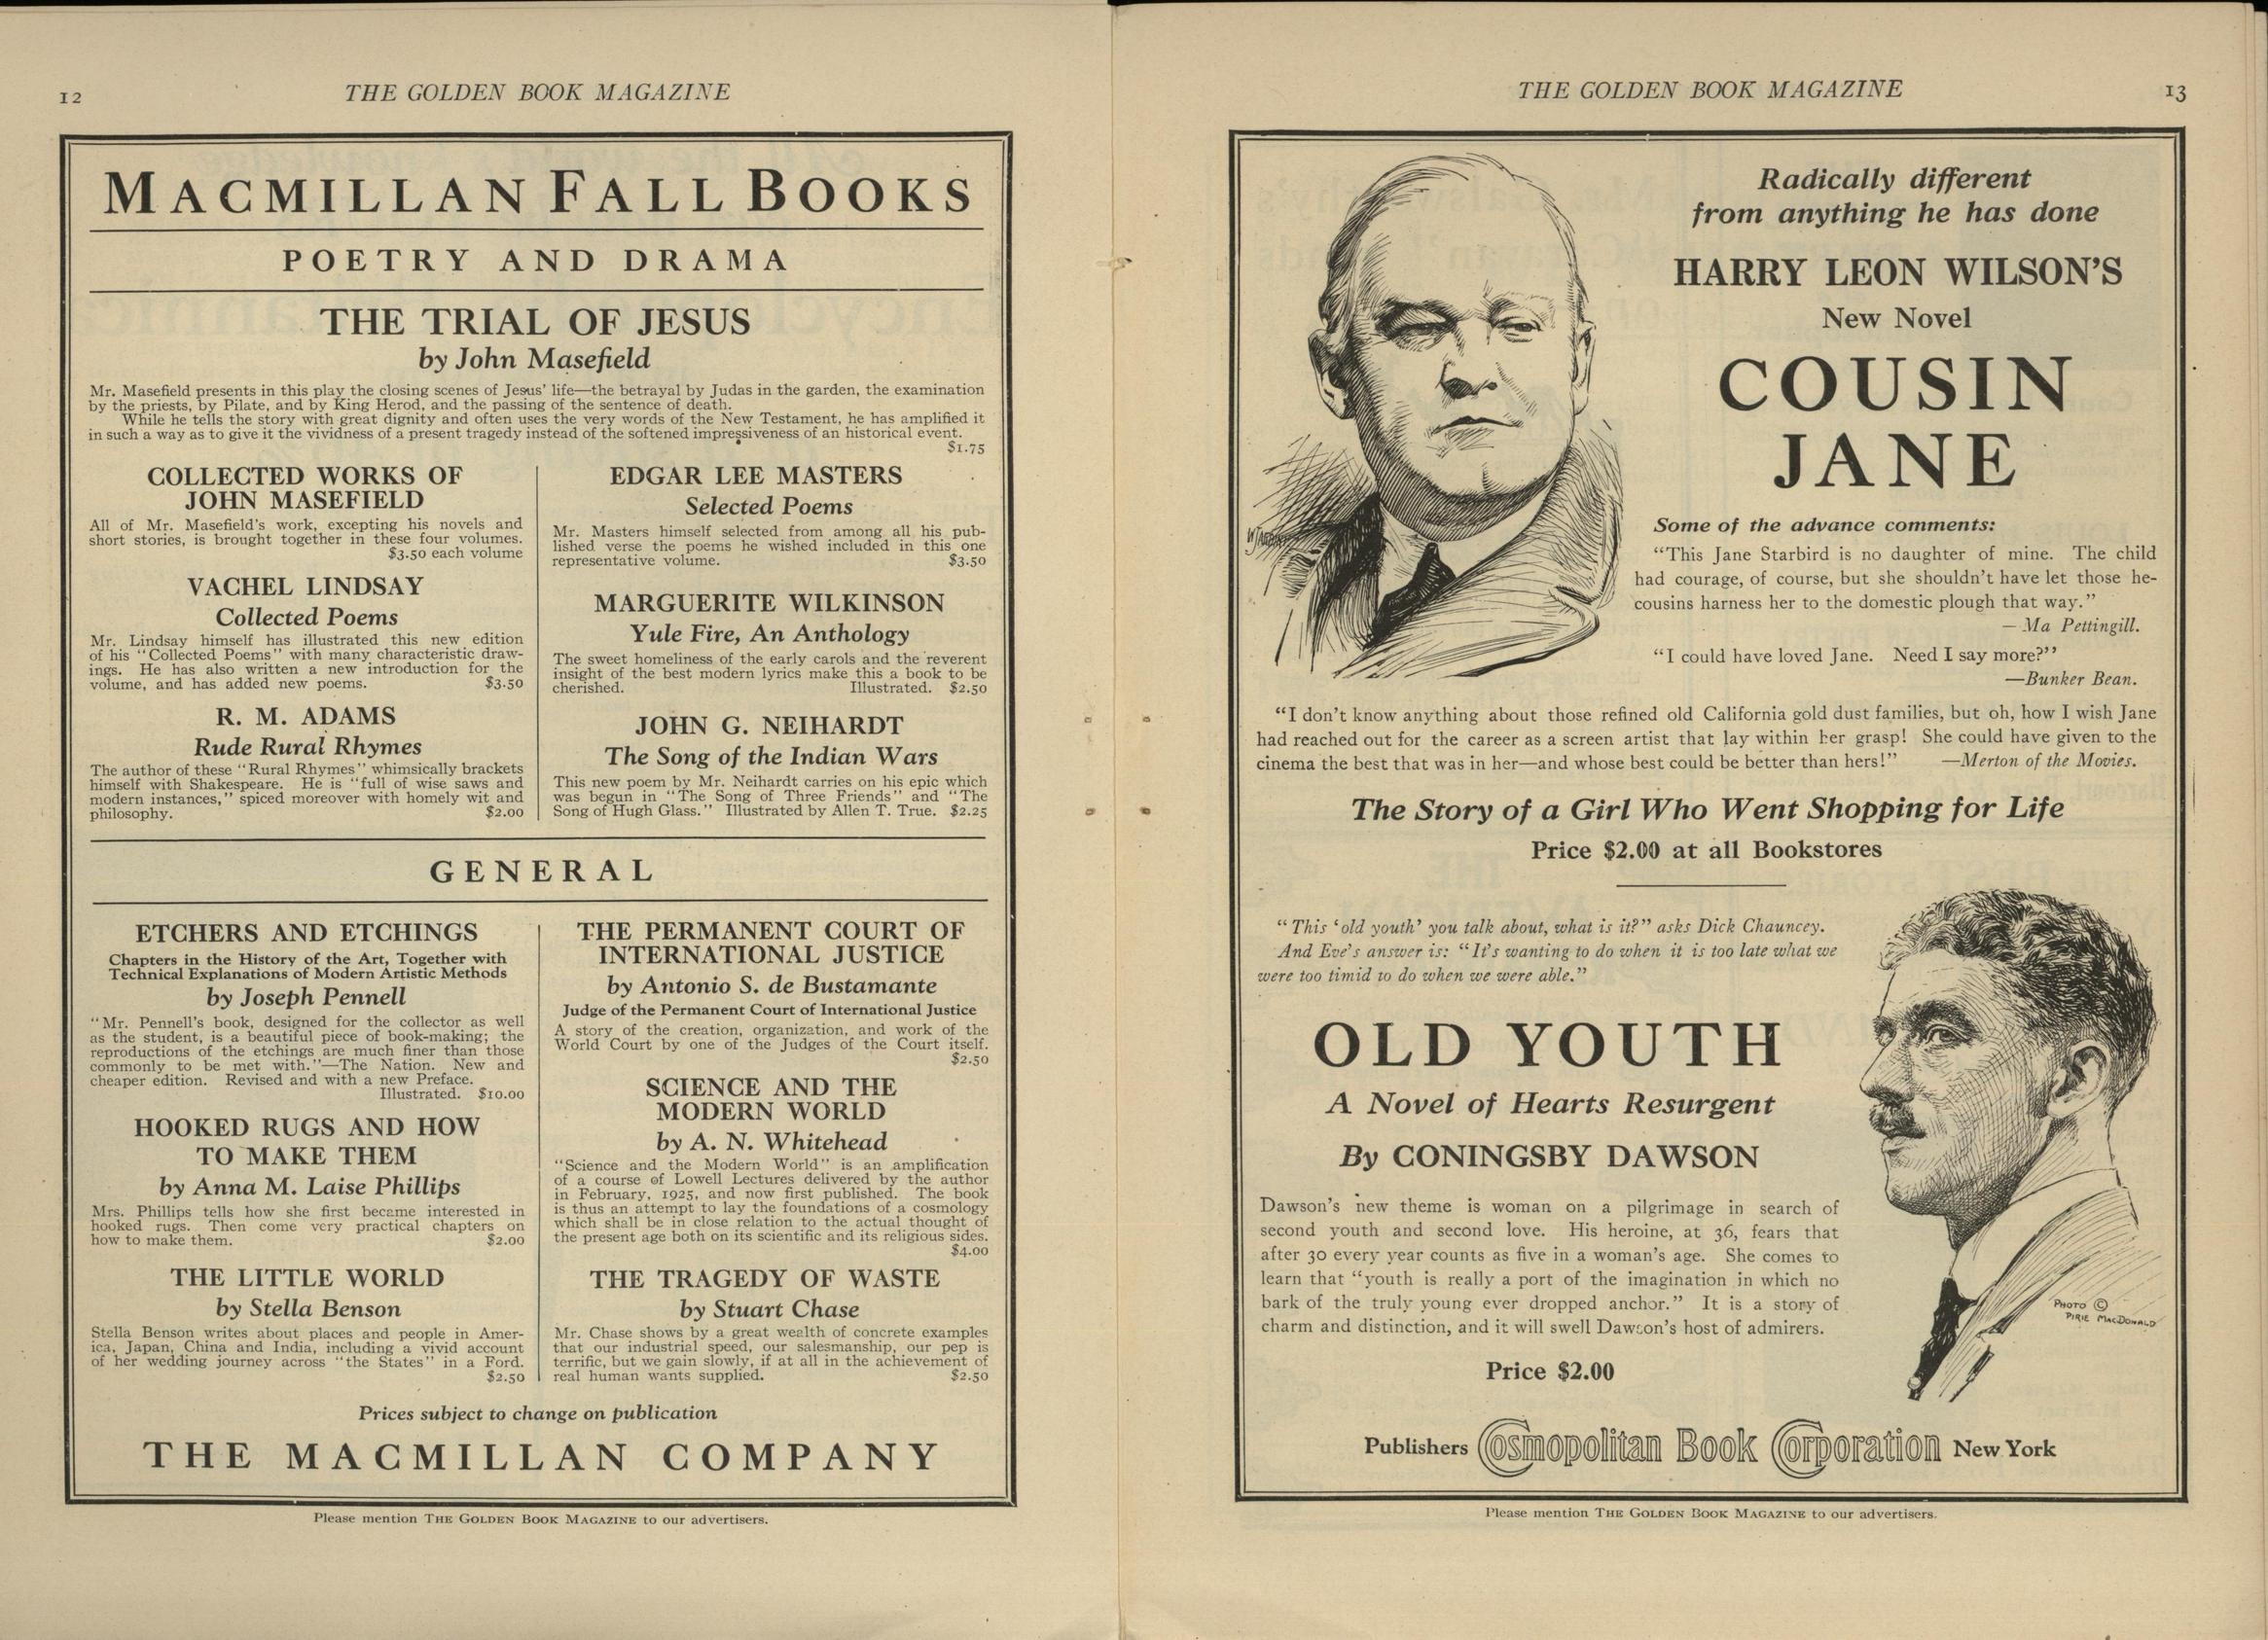 12
THE GOLDEN BOOK MAGAZINE
MACMILLAN FALL BOOKS
POETRY AND DRAMA
THE TRIAL OF JESUS
by John Masefield
Mr. Masefield presents in this play the closing scenes of Jesus' life—the betrayal by Judas in the garden, the examination
by the priests, by Pilate, and by King Herod, and the passing of the sentence of death.
While he tells the story with great dignity and often uses the very words of the New Testament, he has amplified it
in such a way as to give it the vividness of a present tragedy instead of the softened impressiveness of an historical event.
$1.75
COLLECTED WORKS OF
JOHN MASEFIELD
All of Mr. Masefield's work, excepting his novels and
short stories, is brought together in these four volumes.
$3.50 each volume
VACHEL LINDSAY
Collected Poems
Mr. Lindsay himself has illustrated this new edition
of his "Collected Poems" with many characteristic draw-
ings. He has also written a new introduction for the
volume, and has added new poems. $3.50
R. M. ADAMS
Rude Rural Rhymes
The author of these "Rural Rhymes" whimsically brackets
himself with Shakespeare. He is "full of wise saws and
modern instances," spiced moreover with homely wit and
philosophy. $2.00
EDGAR LEE MASTERS
Selected Poems
Mr. Masters himself selected from among all his pub-
lished verse the poems he wished included in this one
representative volume. $3.50
MARGUERITE WILKINSON
Yule Fire, An Anthology
The sweet homeliness of the early carols and the reverent
insight of the best modern lyrics make this a book to be
cherished. Illustrated. $2.50
JOHN G. NEIHARDT
The Song of the Indian Wars
This new poem by Mr. Neihardt carries on his epic which
was begun in "The Song of Three Friends" and "The
Song of Hugh Glass." Illustrated by Allen T. True. $2.25
GENERAL
ETCHERS AND ETCHINGS
Chapters in the History of the Art, Together with
Technical Explanations of Modern Artistic Methods
by Joseph Pennell
"Mr. Pennell's book, designed for the collector as well
as the student, is a beautiful piece of book-making; the
reproductions of the etchings are much finer than those
commonly to be met with."—The Nation. New and
cheaper edition. Revised and with a new Preface.
Illustrated. $10.00
HOOKED RUGS AND HOW
TO MAKE THEM
by Anna M. Laise Phillips
Mrs. Phillips tells how she first became interested in
hooked rugs. Then come very practical chapters on
how to make them. $2.00
THE LITTLE WORLD
by Stella Benson
Stella Benson writes about places and people in Amer-
ica, Japan, China and India, including a vivid account
of her wedding journey across "the States" in a Ford.
$2.50
THE PERMANENT COURT OF
INTERNATIONAL JUSTICE
by Antonio S. de Bustamante
Judge of the Permanent Court of International Justice
A story of the creation, organization, and work of the
World Court by one of the Judges of the Court itself.
$2.50
SCIENCE AND THE
MODERN WORLD
by A. N. Whitehead
"Science and the Modern World" is an amplification
of a course of Lowell Lectures delivered by the author
in February, 1925, and now first published. The book
is thus an attempt to lay the foundations of a cosmology
which shall be in close relation to the actual thought of
the present age both on its scientific and its religious sides.
$4.00
THE TRAGEDY OF WASTE
by Stuart Chase
Mr. Chase shows by a great wealth of concrete examples
that our industrial speed, our salesmanship, our pep is
terrific, but we gain slowly, if at all in the achievement of
real human wants supplied. $2.50
Prices subject to change on publication
THE MACMILLAN COMPANY
Please mention THE GOLDEN BOOK MAGAZINE to our advertisers.
THE GOLDEN BOOK MAGAZINE
13
Radically different
from anything he has done
HARRY LEON WILSON'S
New Novel
COUSIN
JANE
Some of the advance comments:
"This Jane Starbird is no daughter of mine. The child
had courage, of course, but she shouldn't have let those he-
cousins harness her to the domestic plough that way."
—Ma Pettingill.
"I could have loved Jane. Need I say more?"
—Bunker Bean.
"I don't know anything about those refined old California gold dust families, but oh, how I wish Jane
had reached out for the career as a screen artist that lay within her grasp! She could have given to the
cinema the best that was in her—and whose best could be better than hers!" —Merton of the Movies.
The Story of a Girl Who Went Shopping for Life
Price $2.00 at all Bookstores
"This 'old youth' you talk about, what is it?" asks Dick Chauncey.
And Eve's answer is: "It's wanting to do when it is too late what we
were too timid to do when we were able."
OLD YOUTH
A Novel of Hearts Resurgent
By CONINGSBY DAWSON
Dawson's new theme is woman on a pilgrimage in search of
second youth and second love. His heroine, at 36, fears that
after 30 every year counts as five in a woman's age. She comes to
learn that "youth is really a port of the imagination in which no
bark of the truly young ever dropped anchor." It is a story of
charm and distinction, and it will swell Dawson's host of admirers.
PHOTO ©
PIRIE MACDONALD
Price $2.00
Publishers Cosmopolitan Book Corporation New York
Please mention THE GOLDEN BOOK MAGAZINE to our advertisers.